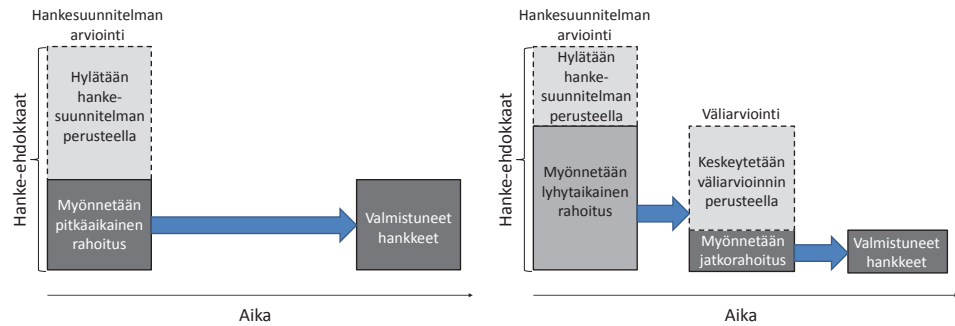 Hankesuunnitelman
arviointi
Hanke-ehdokkaat
Hylätään
hanke-
suunnitelman
perusteella
Myönnetään
pitkäaikainen
rahoitus
Valmistuneet
hankkeet
Aika
Hankesuunnitelman
arviointi
Hanke-ehdokkaat
Hylätään
hanke-
suunnitelman
perusteella
Myönnetään
lyhytaikainen
rahoitus
Väliarviointi
Keskeytetään
väliarvioinnin
perusteella
Myönnetään
jatkorahoitus
Valmistuneet
hankkeet
Aika